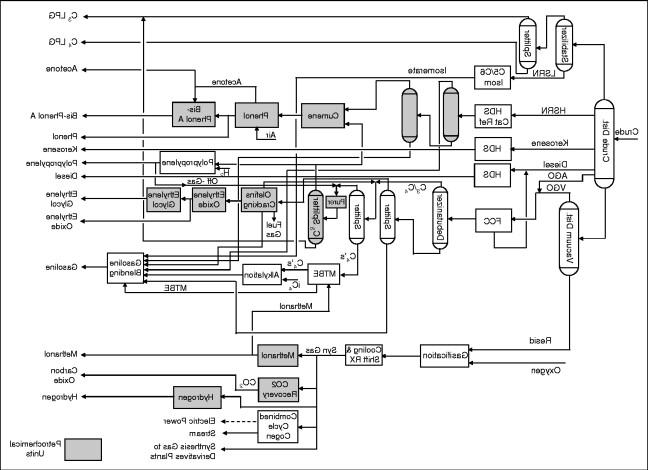 C3 LPG
C4 LPG
Acetone
Bis-Phenol A
Phenol
Kerosene
Polypropylene
Diesel
Ethylene
Glycol
Ethylene
Oxide
Gasoline
Methanol
Carbon
Oxide
Hydrogen
Petrochemical
Units
Acetone
Bis-
Phenol A
Phenol
Air
Cumene
Isomerate
C5/C6
Isom
LSRN
Splitter
Stabilizer
HDS
Cat Ref
HSRN
HDS
Kerosene
HDS
Diesel
AGO
VGO
Crude
Crude Dist.
Vacuum Dist.
Polypropylene
H2
Off-Gas
Ethylene
Glycol
Ethylene
Oxide
Olefins
Cracking
Fuel
Gas
Splitter
Purer
Splitter
Splitter
C3/C4
Debutanizer
FCC
Gasoline
Blending
Alkylation
C4's
iC4
MTBE
C4's
MTBE
Methanol
Resid
Oxygen
Gasification
Cooling &
Shift RX
Syn Gas
Methanol
CO2
Recovery
CO2
Hydrogen
Combined
Cycle
Cogen
Electric Power
Stream
Synthesis Gas to
Derivatives Plants